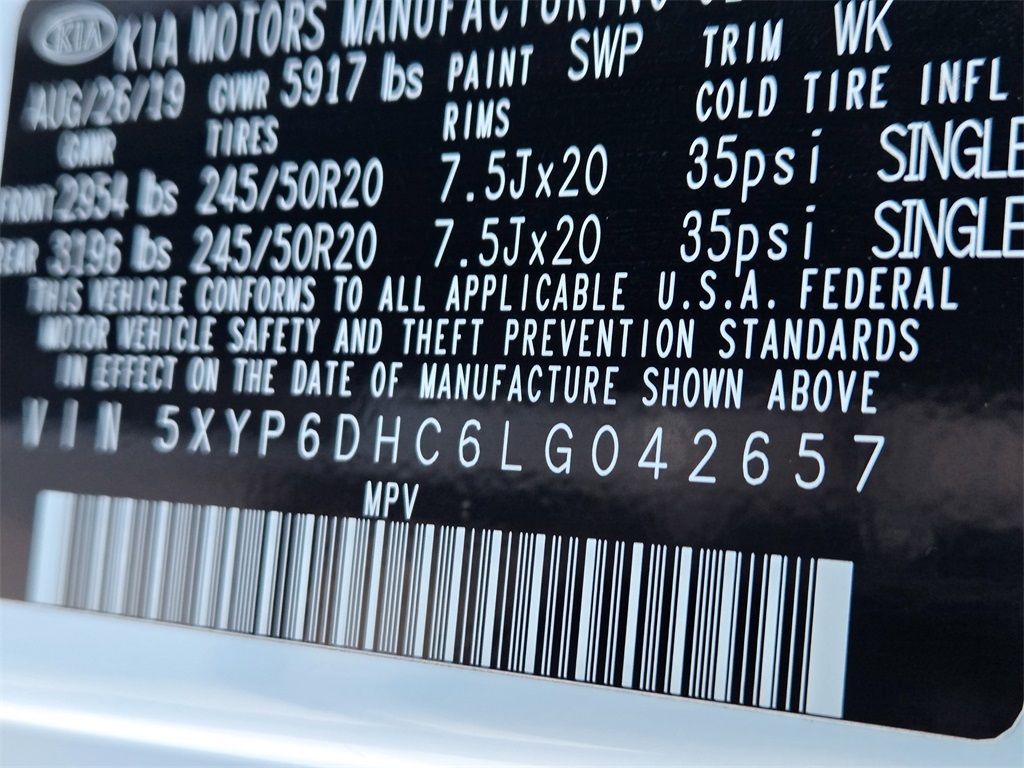 KIA KIA MOTORS MANUFACTURING
AUG/26/19 GVWR 5917 lbs PAINT SWP TRIM WK
GAWR TIRES RIMS COLD TIRE INFL
FRONT 2954 lbs 245/50R20 7.5Jx20 35psi SINGLE
REAR 3196 lbs 245/50R20 7.5Jx20 35psi SINGLE
THIS VEHICLE CONFORMS TO ALL APPLICABLE U.S.A. FEDERAL
MOTOR VEHICLE SAFETY AND THEFT PREVENTION STANDARDS
IN EFFECT ON THE DATE OF MANUFACTURE SHOWN ABOVE
VIN 5XYP6DHC6LG042657
MPV